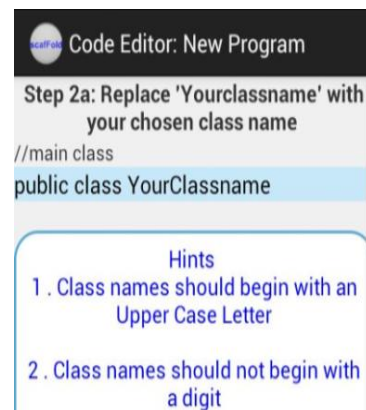 scafFold
Code Editor: New Program
Step 2a: Replace 'Yourclassname' with
your chosen class name
//main class
public class YourClassname
Hints
1 . Class names should begin with an
Upper Case Letter
2 . Class names should not begin with
a digit